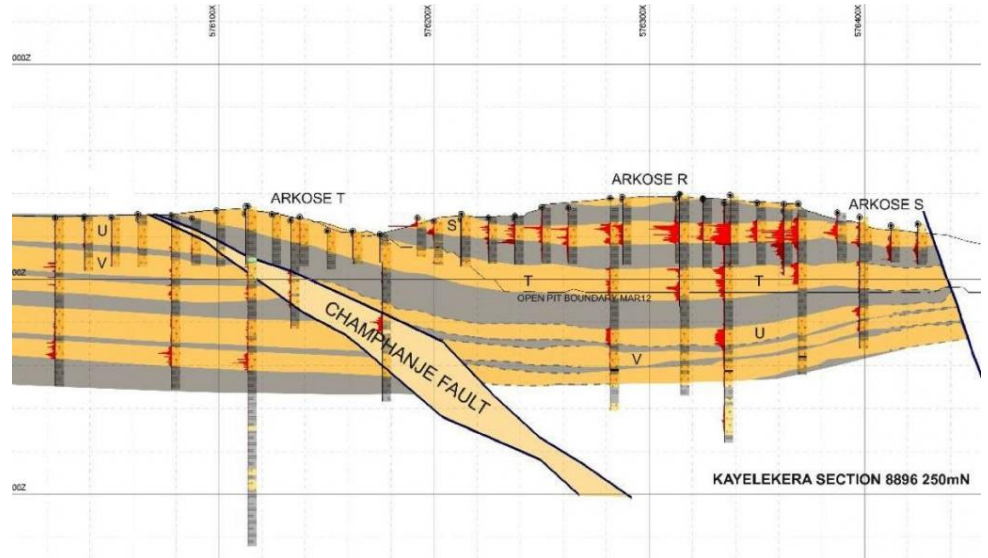 576100X
576200X
576300X
576400X
000Z
ARKOSE R
ARKOSE T
ARKOSE S
U
S
V
00Z
T
T
OPEN PIT BOUNDARY MAR12
CHAMPHANJE FAULT
U
V
KAYELEKERA SECTION 8896 250mN
00Z